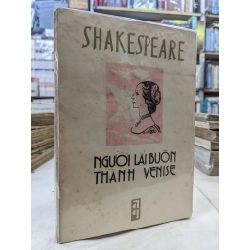 SHAKESPEARE
NGƯỜI LÁI BUÔN
THÀNH VENISE